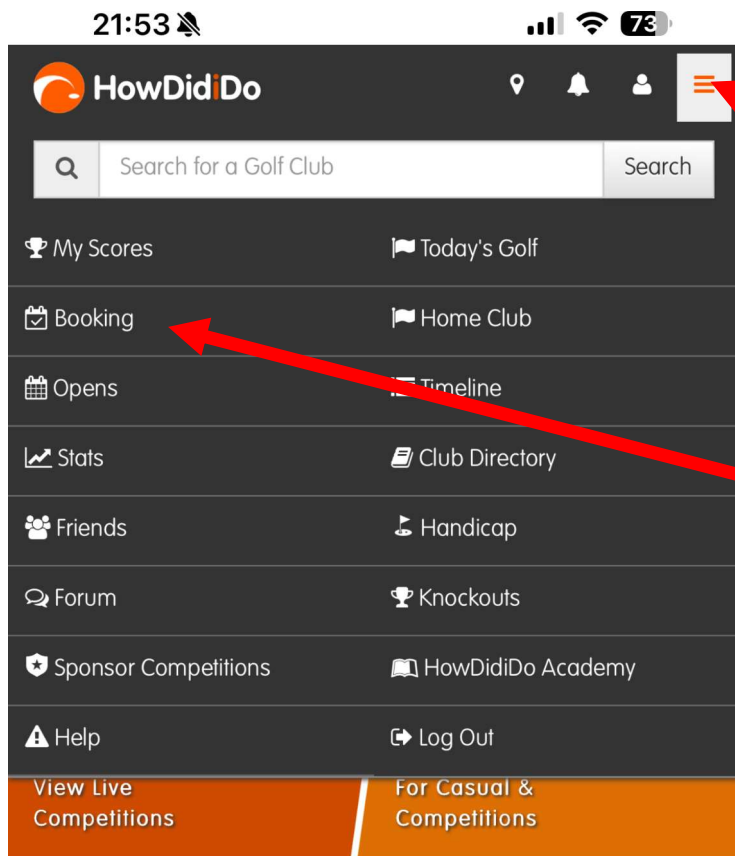 21:53
73
HowDidiDo
Search for a Golf Club
Search
My Scores
Today's Golf
Booking
Home Club
Opens
Timeline
Stats
Club Directory
Friends
Handicap
Forum
Knockouts
Sponsor Competitions
HowDidiDo Academy
Help
Log Out
View Live
Competitions
For Casual &
Competitions